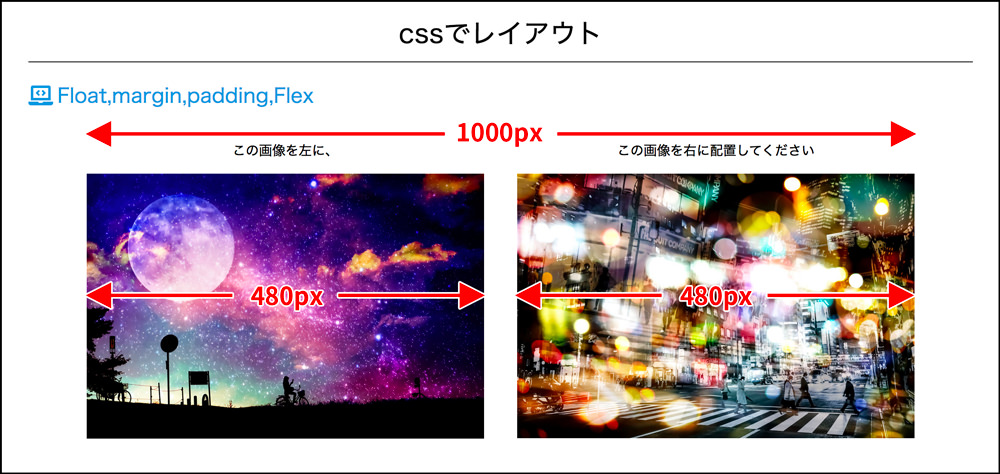 cssでレイアウト
Float,margin,padding,Flex
1000px
この画像を左に、
この画像を右に配置してください
480px
480px